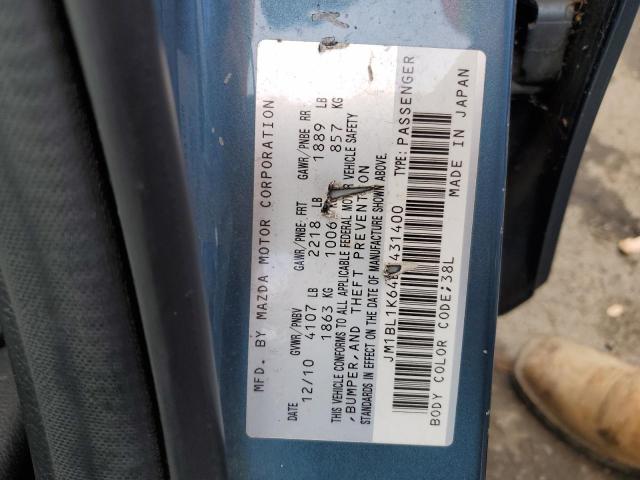 MFD. BY MAZDA MOTOR CORPORATION
DATE GVWR/PNBV GAWR/PNBE FRT GAWR/PNBE RR
12/10 4107 LB 2218 LB 1889 LB
1863 KG 1006 857 KG
THIS VEHICLE CONFORMS TO ALL APPLICABLE FEDERAL MOTOR VEHICLE SAFETY
,BUMPER,AND THEFT PREVENTION
STANDARDS IN EFFECT ON THE DATE OF MANUFACTURE SHOWN ABOVE.
TYPE: PASSENGER
BODY COLOR CODE;38L MADE IN JAPAN